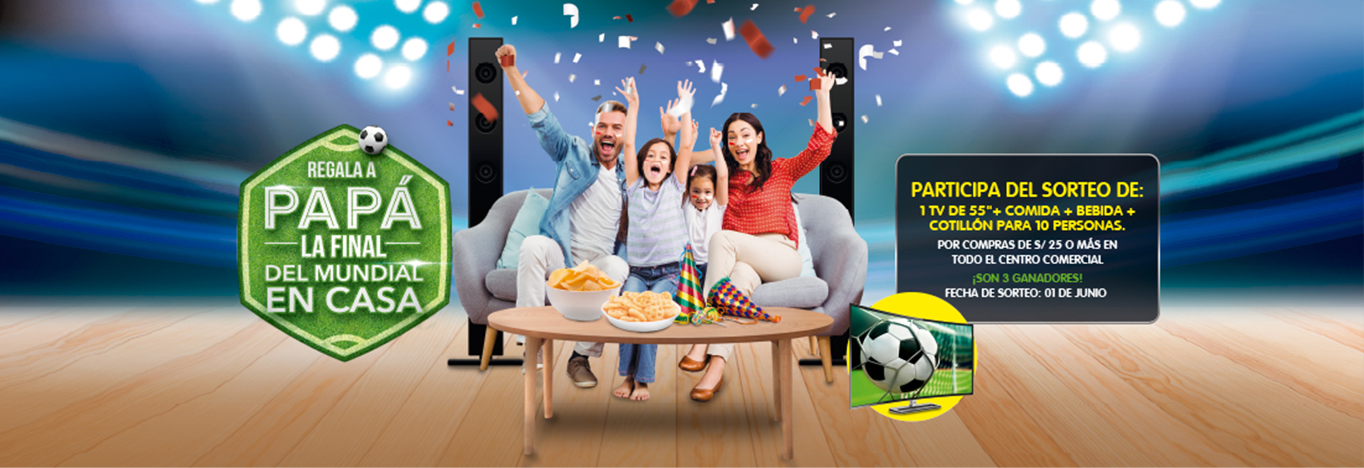 REGALA A
PAPÁ
LA FINAL
DEL MUNDIAL
EN CASA
PARTICIPA DEL SORTEO DE:
1 TV DE 55"+ COMIDA + BEBIDA +
COTILLÓN PARA 10 PERSONAS.
POR COMPRAS DE S/ 25 O MÁS EN
TODO EL CENTRO COMERCIAL
¡SON 3 GANADORES!
FECHA DE SORTEO: 01 DE JUNIO